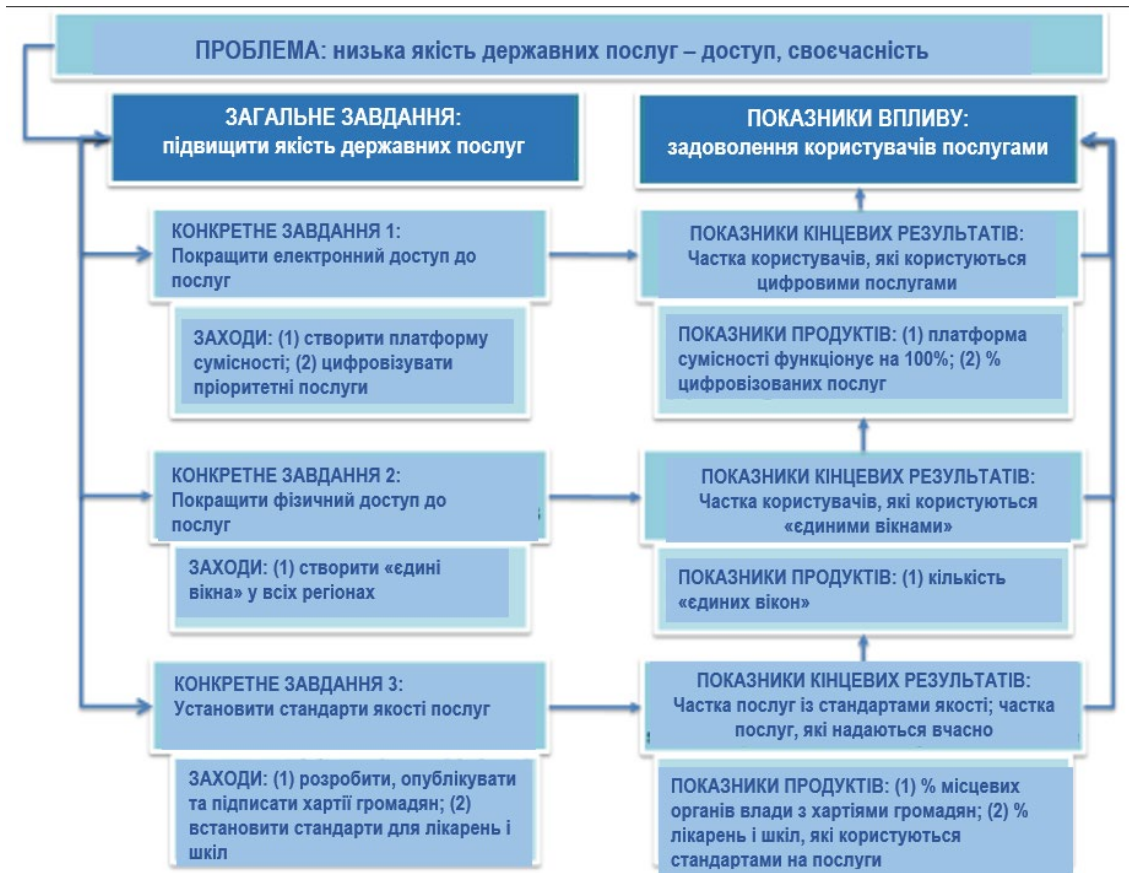 ПРОБЛЕМА: низька якість державних послуг – доступ, своєчасність
ЗАГАЛЬНЕ ЗАВДАННЯ:
підвищити якість державних послуг
ПОКАЗНИКИ ВПЛИВУ:
задоволення користувачів послугами
КОНКРЕТНЕ ЗАВДАННЯ 1:
Покращити електронний доступ до
послуг
ПОКАЗНИКИ КІНЦЕВИХ РЕЗУЛЬТАТІВ:
Частка користувачів, які користуються
цифровими послугами
ЗАХОДИ: (1) створити платформу
сумісності; (2) цифровізувати
пріоритетні послуги
ПОКАЗНИКИ ПРОДУКТІВ: (1) платформа
сумісності функціонує на 100%; (2) %
цифровізованих послуг
КОНКРЕТНЕ ЗАВДАННЯ 2:
Покращити фізичний доступ до
послуг
ПОКАЗНИКИ КІНЦЕВИХ РЕЗУЛЬТАТІВ:
Частка користувачів, які користуються
«єдиними вікнами»
ЗАХОДИ: (1) створити «єдині
вікна» у всіх регіонах
ПОКАЗНИКИ ПРОДУКТІВ: (1) кількість
«єдиних вікон»
КОНКРЕТНЕ ЗАВДАННЯ 3:
Установити стандарти якості послуг
ПОКАЗНИКИ КІНЦЕВИХ РЕЗУЛЬТАТІВ:
Частка послуг із стандартами якості; частка
послуг, які надаються вчасно
ЗАХОДИ: (1) розробити, опублікувати
та підписати хартії громадян; (2)
встановити стандарти для лікарень і
шкіл
ПОКАЗНИКИ ПРОДУКТІВ: (1) % місцевих
органів влади з хартіями громадян; (2) %
лікарень і шкіл, які користуються
стандартами на послуги